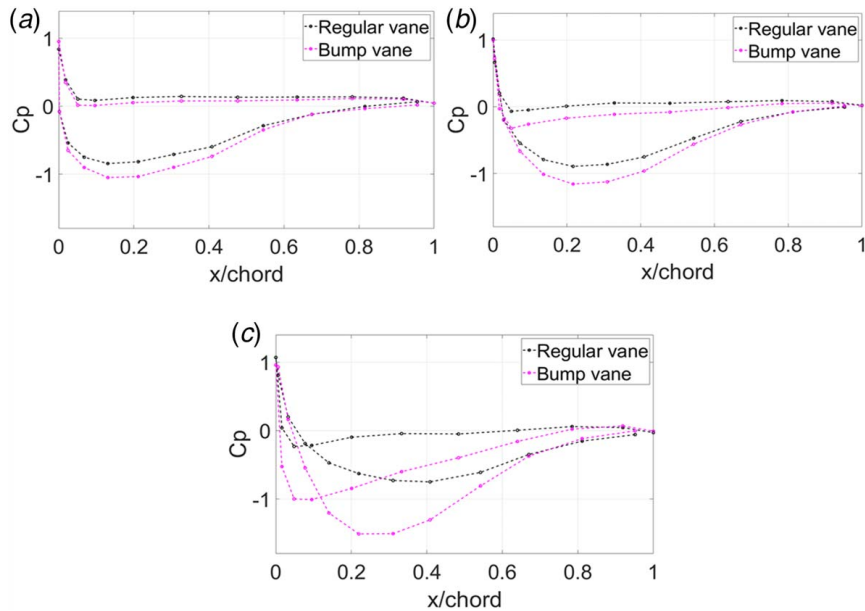 (a)
Regular vane
Bump vane
1
0
-1
Cp
0 0.2 0.4 0.6 0.8 1
x/chord
(b)
Regular vane
Bump vane
1
0
-1
Cp
0 0.2 0.4 0.6 0.8 1
x/chord
(c)
Regular vane
Bump vane
1
0
-1
Cp
0 0.2 0.4 0.6 0.8 1
x/chord